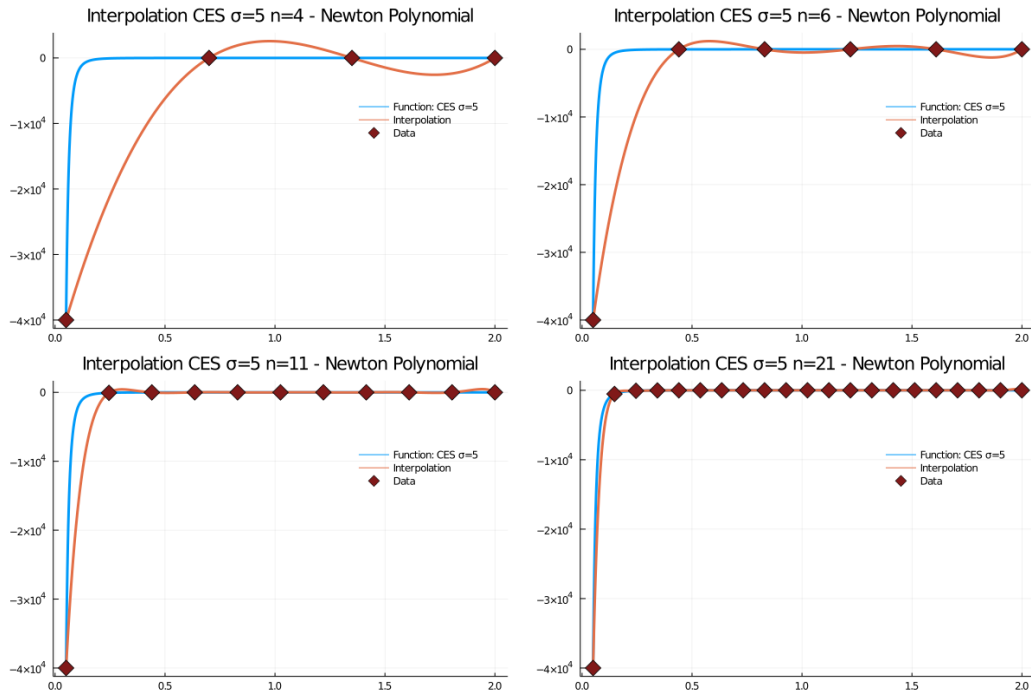 Interpolation CES σ=5 n=4 - Newton Polynomial
0
−1×10⁴
−2×10⁴
−3×10⁴
−4×10⁴
0.0 0.5 1.0 1.5 2.0
Function: CES σ=5
Interpolation
Data
Interpolation CES σ=5 n=6 - Newton Polynomial
0
−1×10⁴
−2×10⁴
−3×10⁴
−4×10⁴
0.0 0.5 1.0 1.5 2.0
Function: CES σ=5
Interpolation
Data
Interpolation CES σ=5 n=11 - Newton Polynomial
0
−1×10⁴
−2×10⁴
−3×10⁴
−4×10⁴
0.0 0.5 1.0 1.5 2.0
Function: CES σ=5
Interpolation
Data
Interpolation CES σ=5 n=21 - Newton Polynomial
0
−1×10⁴
−2×10⁴
−3×10⁴
−4×10⁴
0.0 0.5 1.0 1.5 2.0
Function: CES σ=5
Interpolation
Data